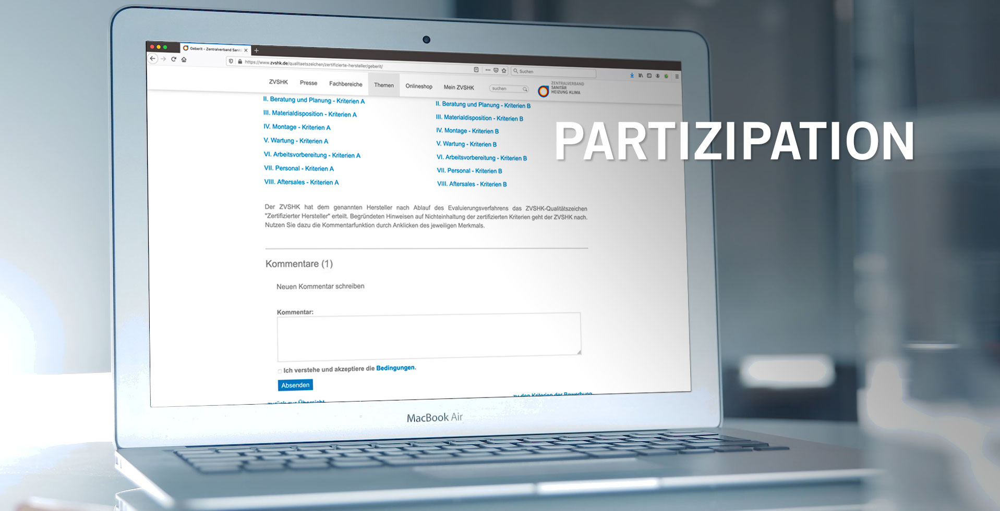 Geberit - Zentralverband Sanitä
https://www.zvshk.de/qualitaetszeichen/zertifizierte-hersteller/geberit/
Suchen
ZVSHK Presse Fachbereiche Themen Onlineshop Mein ZVSHK suchen
ZENTRALVERBAND
SANITÄR
HEIZUNG KLIMA
II. Beratung und Planung - Kriterien A
III. Materialdisposition - Kriterien A
IV. Montage - Kriterien A
V. Wartung - Kriterien A
VI. Arbeitsvorbereitung - Kriterien A
VII. Personal - Kriterien A
VIII. Aftersales - Kriterien A
II. Beratung und Planung - Kriterien B
III. Materialdisposition - Kriterien B
IV. Montage - Kriterien B
V. Wartung - Kriterien B
VI. Arbeitsvorbereitung - Kriterien B
VII. Personal - Kriterien B
VIII. Aftersales - Kriterien B
PARTIZIPATION
Der ZVSHK hat dem genannten Hersteller nach Ablauf des Evaluierungsverfahrens das ZVSHK-Qualitätszeichen
"Zertifizierter Hersteller" erteilt. Begründeten Hinweisen auf Nichteinhaltung der zertifizierten Kriterien geht der ZVSHK nach.
Nutzen Sie dazu die Kommentarfunktion durch Anklicken des jeweiligen Merkmals.
Kommentare (1)
Neuen Kommentar schreiben
Kommentar:
Ich verstehe und akzeptiere die Bedingungen.
Absenden
zurück zur Übersicht
zu den Kriterien der Bewerbung
MacBook Air